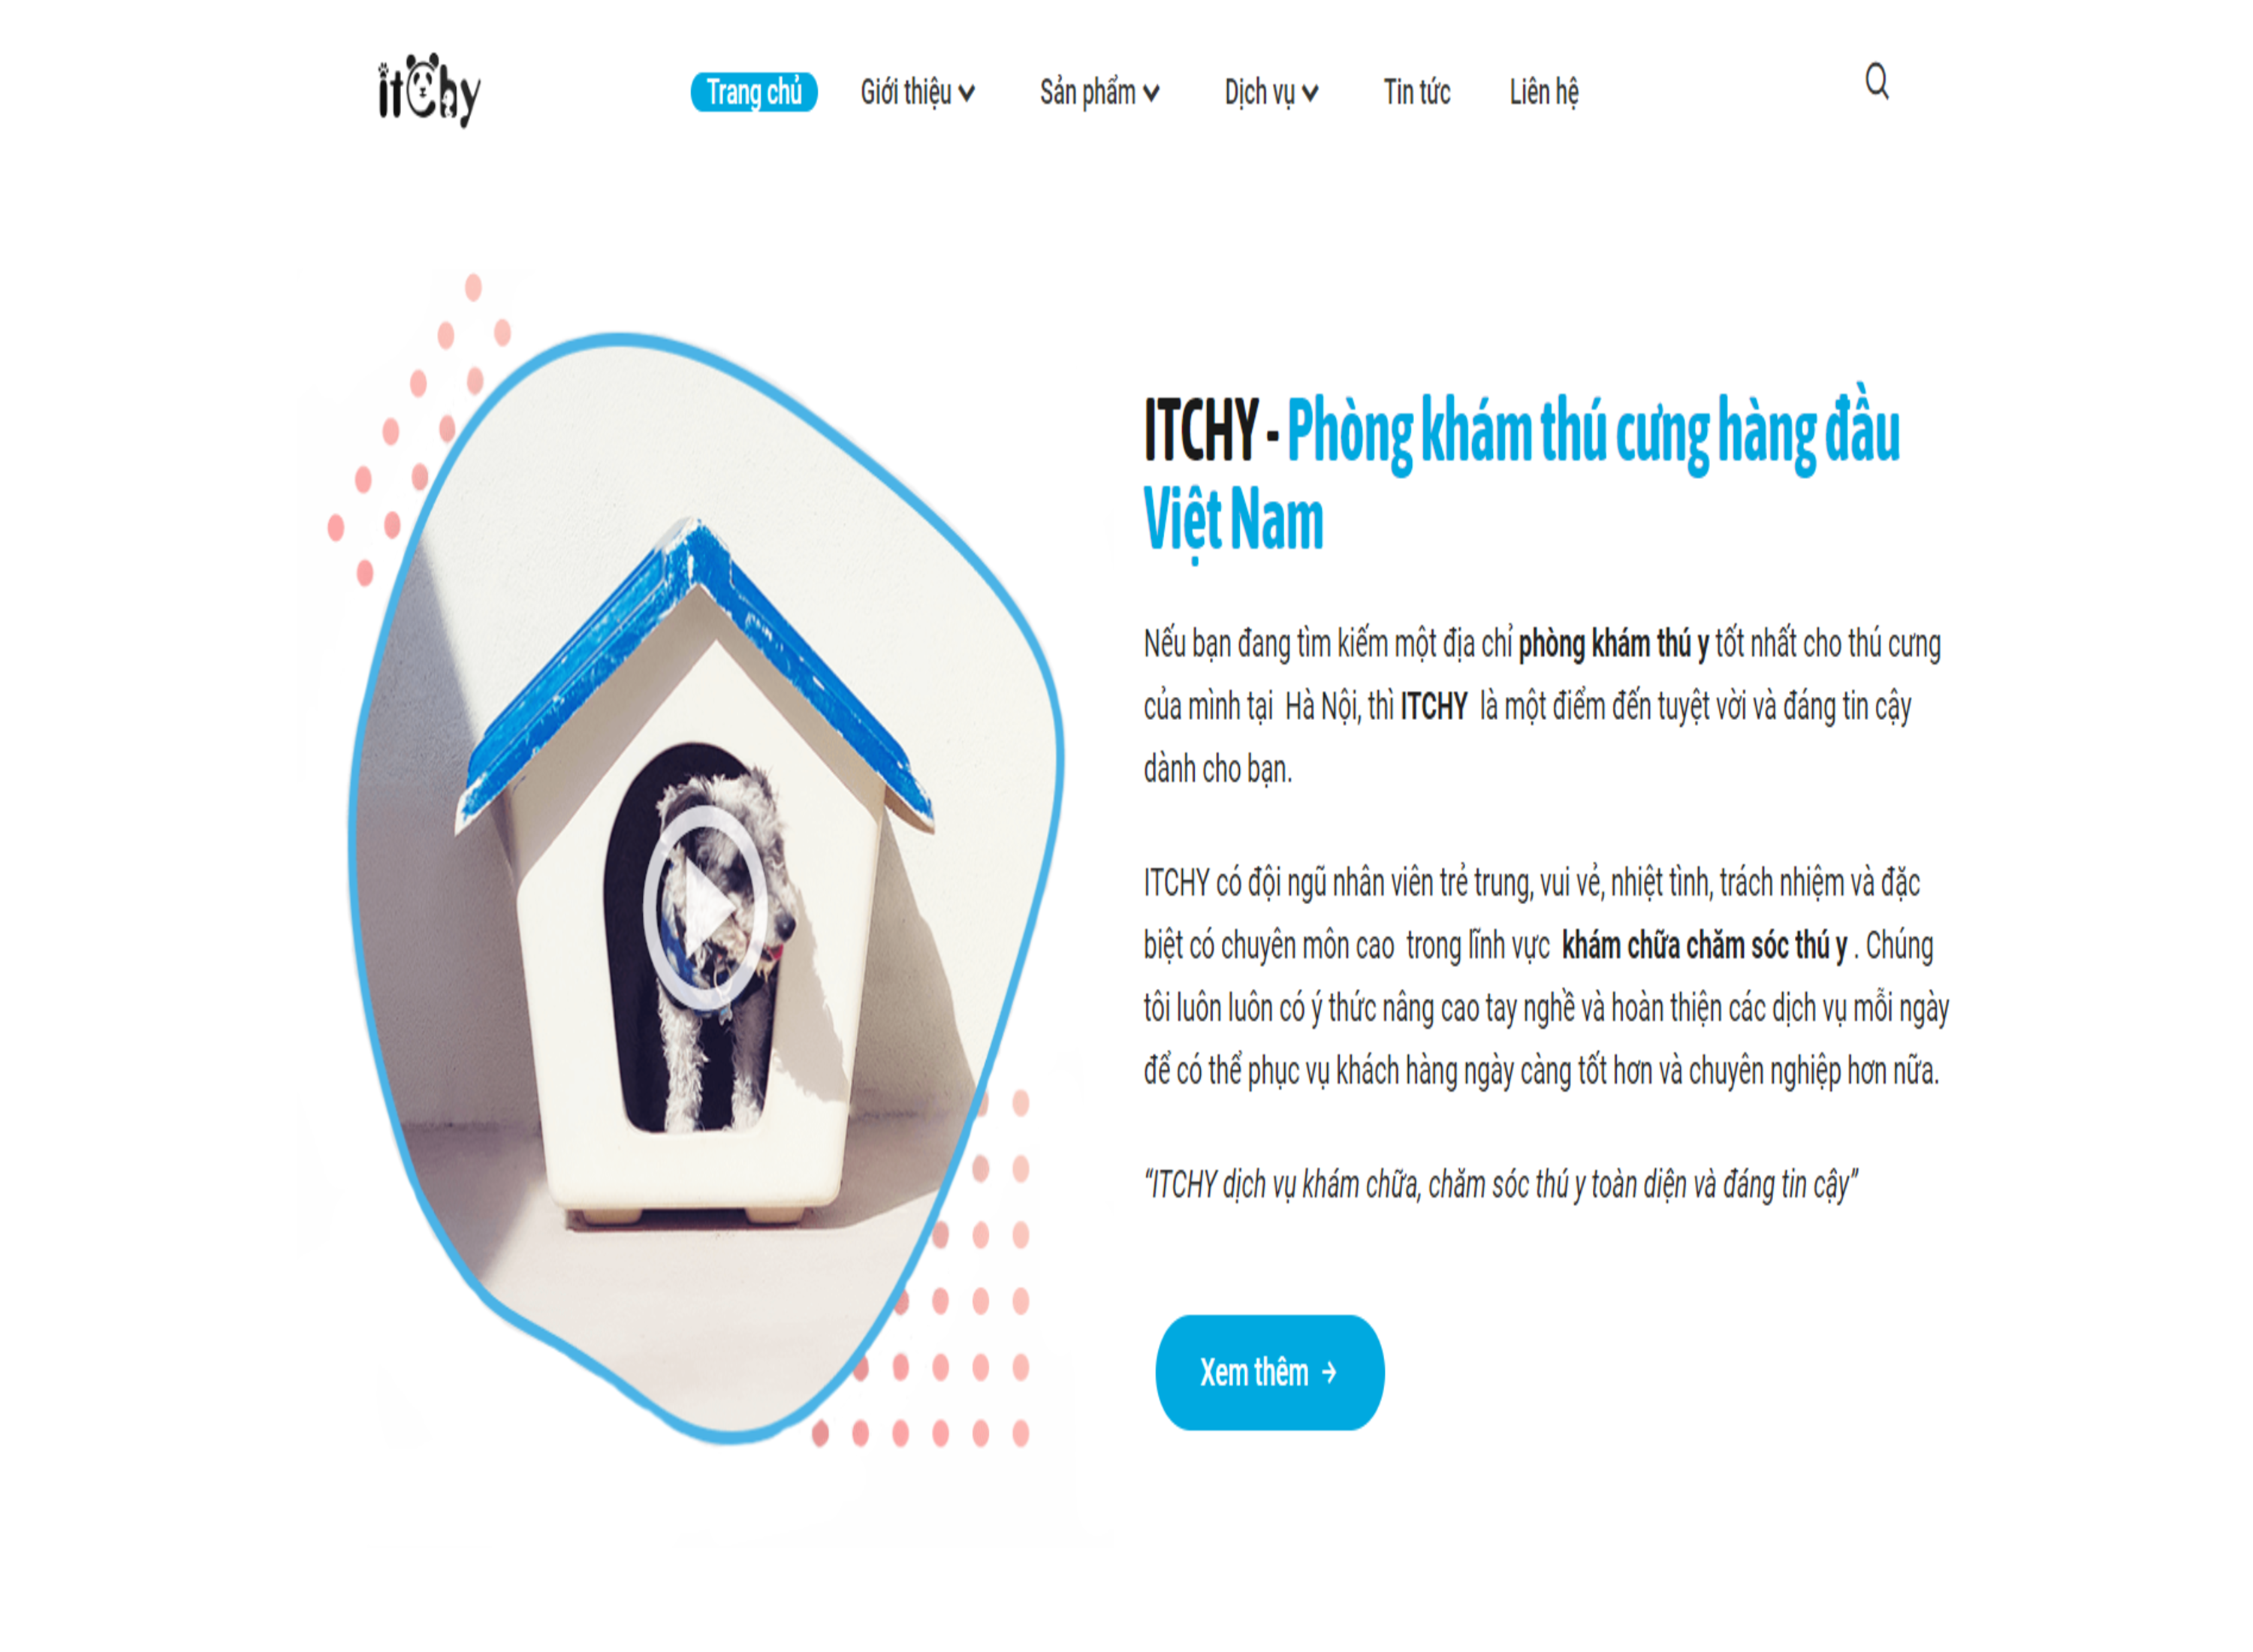 itchy
Trang chủ Giới thiệu Sản phẩm Dịch vụ Tin tức Liên hệ
ITCHY - Phòng khám thú cưng hàng đầu
Việt Nam
Nếu bạn đang tìm kiếm một địa chỉ phòng khám thú y tốt nhất cho thú cưng
của mình tại Hà Nội, thì ITCHY là một điểm đến tuyệt vời và đáng tin cậy
dành cho bạn.
ITCHY có đội ngũ nhân viên trẻ trung, vui vẻ, nhiệt tình, trách nhiệm và đặc
biệt có chuyên môn cao trong lĩnh vực khám chữa chăm sóc thú y . Chúng
tôi luôn luôn có ý thức nâng cao tay nghề và hoàn thiện các dịch vụ mỗi ngày
để có thể phục vụ khách hàng ngày càng tốt hơn và chuyên nghiệp hơn nữa.
“ITCHY dịch vụ khám chữa, chăm sóc thú y toàn diện và đáng tin cậy”
Xem thêm →